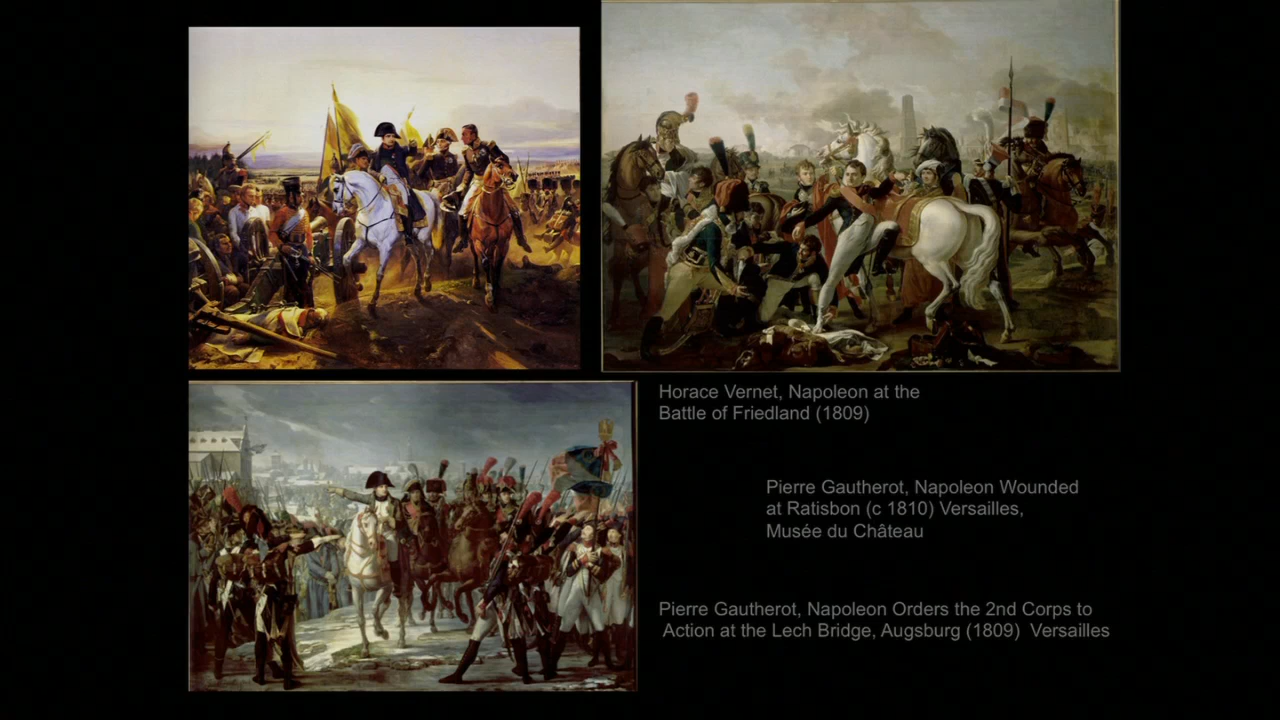 Horace Vernet, Napoleon at the
Battle of Friedland (1809)
Pierre Gautherot, Napoleon Wounded
at Ratisbon (c 1810) Versailles,
Musée du Château
Pierre Gautherot, Napoleon Orders the 2nd Corps to
Action at the Lech Bridge, Augsburg (1809)  Versailles